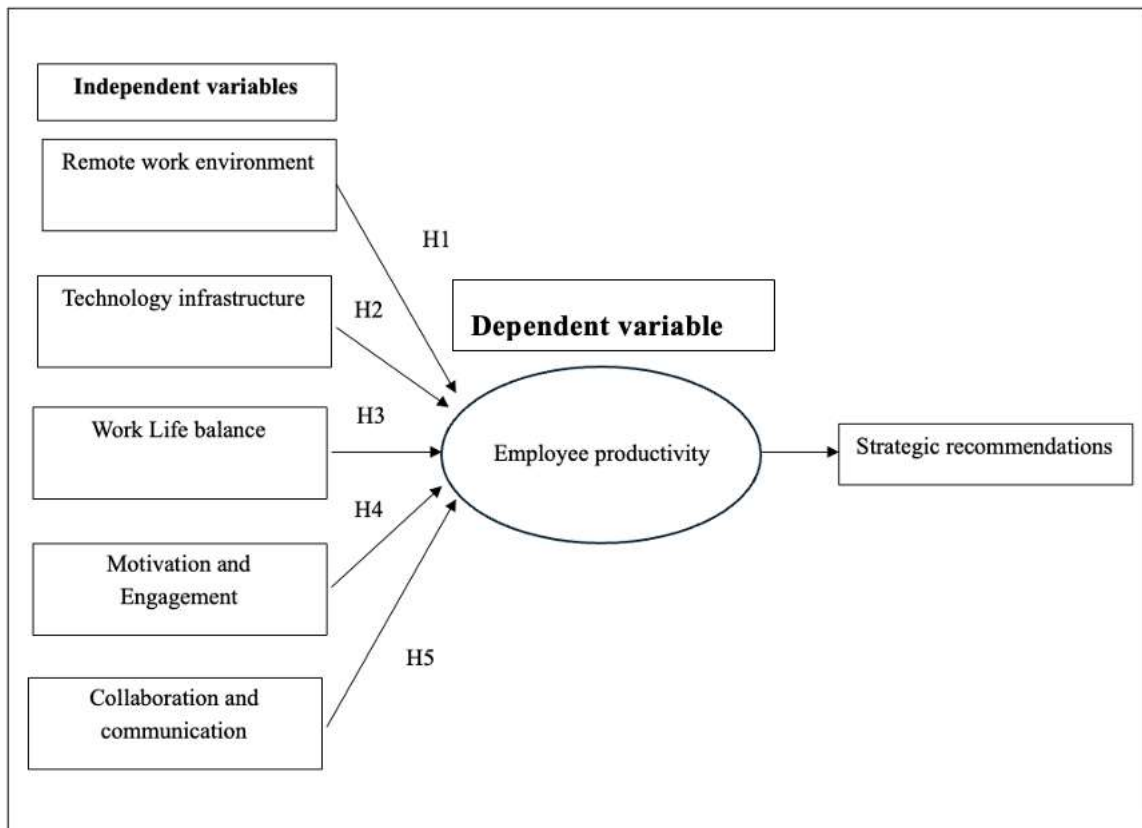 Independent variables
Remote work environment
H1
Technology infrastructure
H2
Dependent variable
Work Life balance
H3
Employee productivity
Strategic recommendations
H4
Motivation and
Engagement
H5
Collaboration and
communication